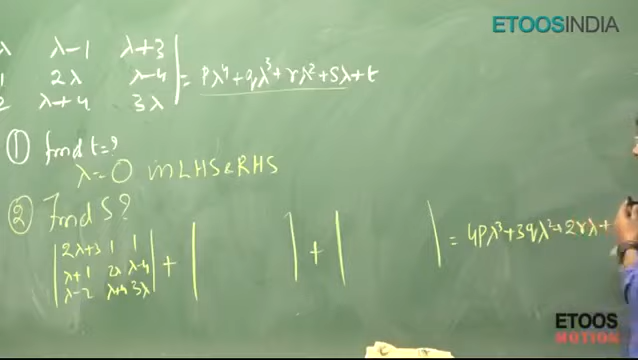 ETOOSINDIA
λ λ-1 λ+3
1 2λ λ-4 = pλ⁴+qλ³+rλ²+sλ+t
2 λ+4 3λ
① find t=?
λ=0 in LHS & RHS
② Find S?
2λ+3 1 1
λ+1 2λ λ-4 + + = 4pλ³+3qλ²+2rλ+
λ-2 λ+4 3λ
ETOOS
MOTION